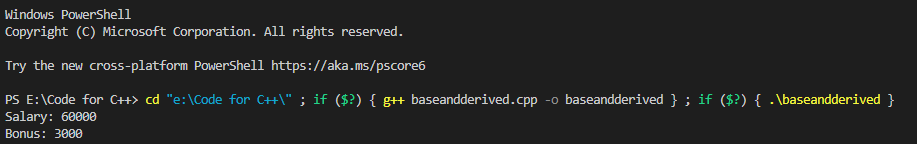 Windows PowerShell
Copyright (C) Microsoft Corporation. All rights reserved.
Try the new cross-platform PowerShell https://aka.ms/pscore6
PS E:\Code for C++> cd "e:\Code for C++\" ; if ($?) { g++ baseandderived.cpp -o baseandderived } ; if ($?) { .\baseandderived }
Salary: 60000
Bonus: 3000